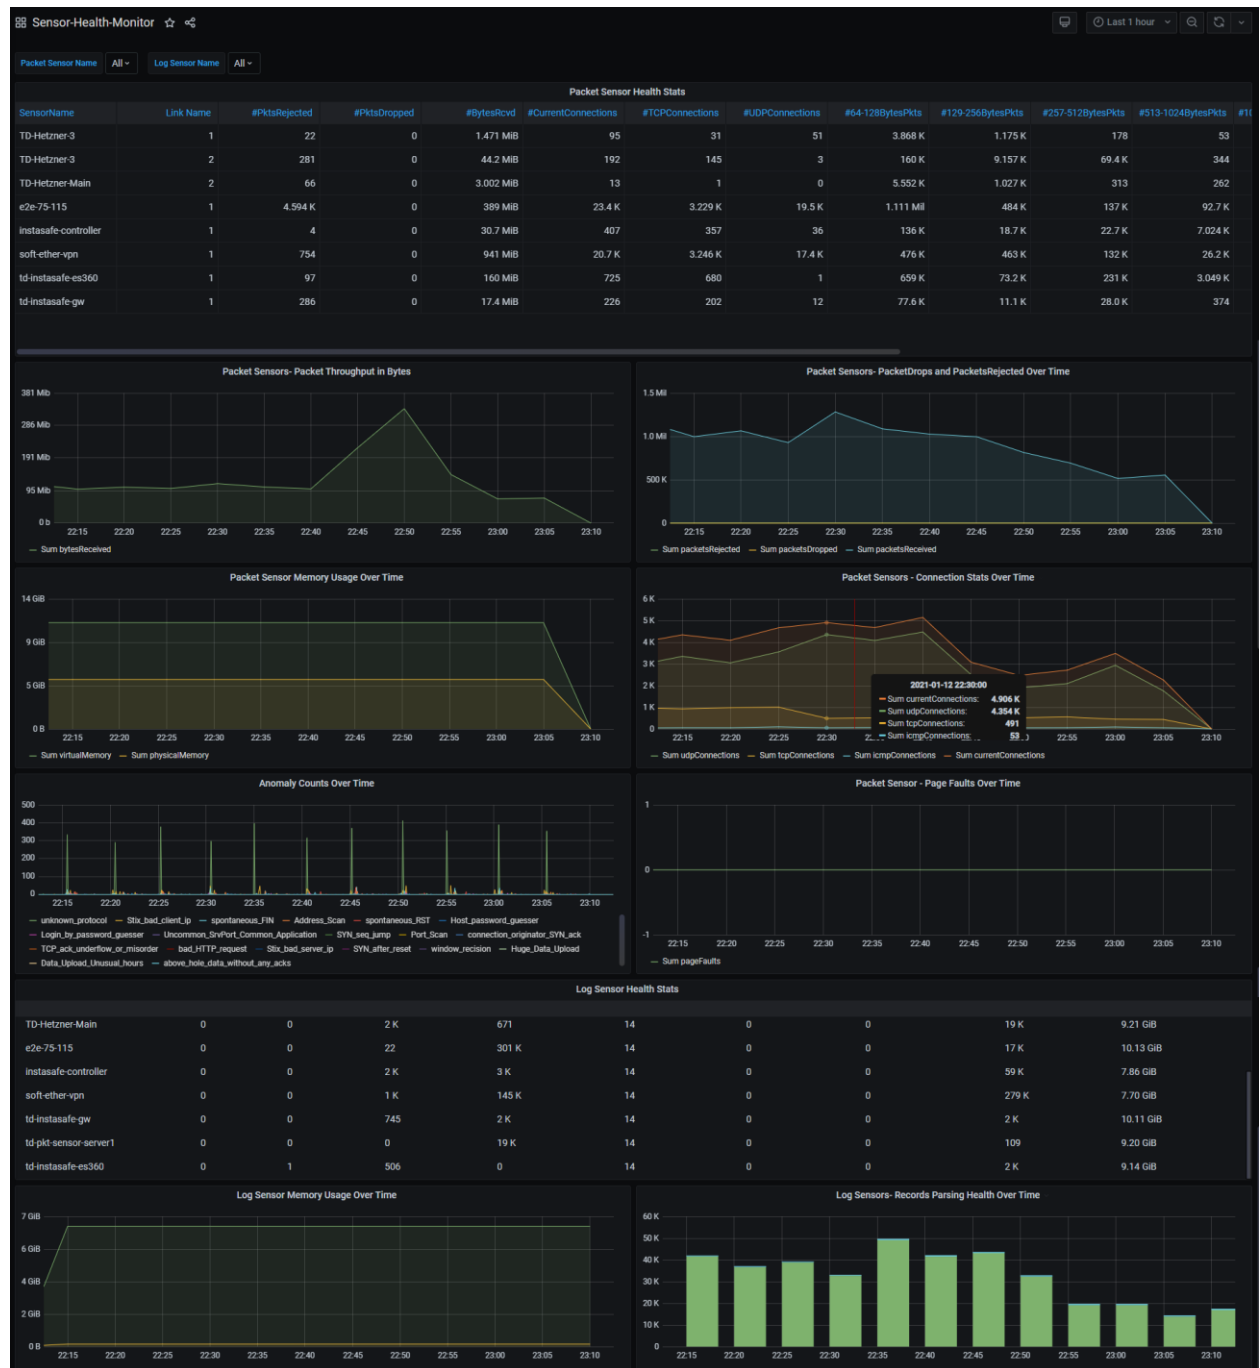 Sensor-Health-Monitor
Last 1 hour
Packet Sensor Name All Log Sensor Name All
Packet Sensor Health Stats
SensorName Link Name #PktsRejected #PktsDropped #BytesRcvd #CurrentConnections #TCPConnections #UDPConnections #64-128BytesPkts #129-256BytesPkts #257-512BytesPkts #513-1024BytesPkts
TD-Hetzner-3 1 22 0 1.471 MiB 95 31 51 3.868 K 1.175 K 178 53
TD-Hetzner-3 2 281 0 44.2 MiB 192 145 3 160 K 9.157 K 69.4 K 344
TD-Hetzner-Main 2 66 0 3.002 MiB 13 1 0 5.552 K 1.027 K 313 262
e2e-75-115 1 4.594 K 0 389 MiB 23.4 K 3.229 K 19.5 K 1.111 Mil 484 K 137 K 92.7 K
instasafe-controller 1 4 0 30.7 MiB 407 357 36 136 K 18.7 K 22.7 K 7.024 K
soft-ether-vpn 1 754 0 941 MiB 20.7 K 3.246 K 17.4 K 476 K 463 K 132 K 26.2 K
td-instasafe-es360 1 97 0 160 MiB 725 680 1 659 K 73.2 K 231 K 3.049 K
td-instasafe-gw 1 286 0 17.4 MiB 226 202 12 77.6 K 11.1 K 28.0 K 374
Packet Sensors- Packet Throughput in Bytes
381 Mib
286 Mib
191 Mib
95 Mib
0 b
22:15 22:20 22:25 22:30 22:35 22:40 22:45 22:50 22:55 23:00 23:05 23:10
Sum bytesReceived
Packet Sensors- PacketDrops and PacketsRejected Over Time
1.5 Mil
1.0 Mil
500 K
0
22:15 22:20 22:25 22:30 22:35 22:40 22:45 22:50 22:55 23:00 23:05 23:10
Sum packetsRejected Sum packetsDropped Sum packetsReceived
Packet Sensor Memory Usage Over Time
14 GiB
9 GiB
5 GiB
0 B
22:15 22:20 22:25 22:30 22:35 22:40 22:45 22:50 22:55 23:00 23:05 23:10
Sum virtualMemory Sum physicalMemory
Packet Sensors - Connection Stats Over Time
6 K
5 K
4 K
3 K
2 K
1 K
0
2021-01-12 22:30:00
Sum currentConnections: 4.906 K
Sum udpConnections: 4.354 K
Sum tcpConnections: 491
Sum icmpConnections: 53
22:15 22:20 22:25 22:30 22:55 23:00 23:05 23:10
Sum udpConnections Sum tcpConnections Sum icmpConnections Sum currentConnections
Anomaly Counts Over Time
500
400
300
200
100
0
22:15 22:20 22:25 22:30 22:35 22:40 22:45 22:50 22:55 23:00 23:05 23:10
unknown_protocol Stix_bad_client_ip spontaneous_FIN Address_Scan spontaneous_RST Host_password_guesser
Login_by_password_guesser Uncommon_SrvPort_Common_Application SYN_seq_jump Port_Scan connection_originator_SYN_ack
TCP_ack_underflow_or_misorder bad_HTTP_request Stix_bad_server_ip SYN_after_reset window_recision Huge_Data_Upload
Data_Upload_Unusual_hours above_hole_data_without_any_acks
Packet Sensor - Page Faults Over Time
1
0
-1
22:15 22:20 22:25 22:30 22:35 22:40 22:45 22:50 22:55 23:00 23:05 23:10
Sum pageFaults
Log Sensor Health Stats
TD-Hetzner-Main 0 0 2 K 671 14 0 0 19 K 9.21 GiB
e2e-75-115 0 0 22 301 K 14 0 0 17 K 10.13 GiB
instasafe-controller 0 0 2 K 3 K 14 0 0 59 K 7.86 GiB
soft-ether-vpn 0 0 1 K 145 K 14 0 0 279 K 7.70 GiB
td-instasafe-gw 0 0 745 2 K 14 0 0 2 K 10.11 GiB
td-pkt-sensor-server1 0 0 0 19 K 14 0 0 109 9.20 GiB
td-instasafe-es360 0 1 506 0 14 0 0 2 K 9.14 GiB
Log Sensor Memory Usage Over Time
7 GiB
6 GiB
4 GiB
2 GiB
0 B
22:15 22:20 22:25 22:30 22:35 22:40 22:45 22:50 22:55 23:00 23:05 23:10
Log Sensors- Records Parsing Health Over Time
60 K
50 K
40 K
30 K
20 K
10 K
0
22:15 22:20 22:25 22:30 22:35 22:40 22:45 22:50 22:55 23:00 23:05 23:10